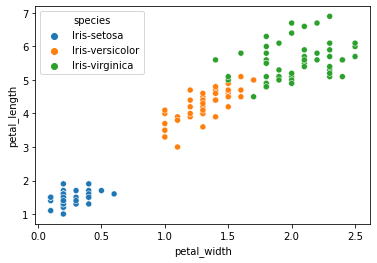 species
Iris-setosa
Iris-versicolor
Iris-virginica
petal_length
7
6
5
4
3
2
1
0.0
0.5
1.0
1.5
2.0
2.5
petal_width